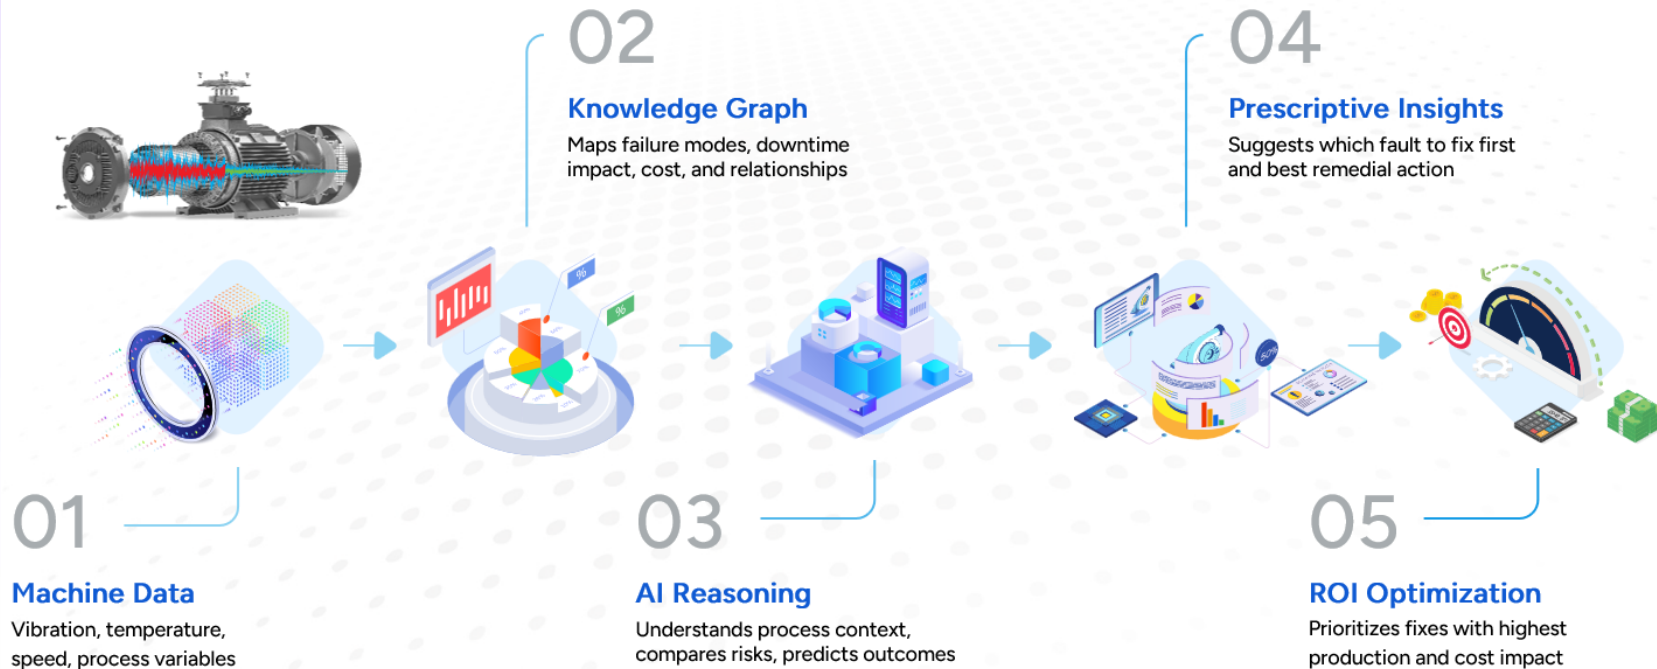 01
Machine Data
Vibration, temperature,
speed, process variables
02
Knowledge Graph
Maps failure modes, downtime
impact, cost, and relationships
%
%
03
AI Reasoning
Understands process context,
compares risks, predicts outcomes
04
Prescriptive Insights
Suggests which fault to fix first
and best remedial action
50%
05
ROI Optimization
Prioritizes fixes with highest
production and cost impact